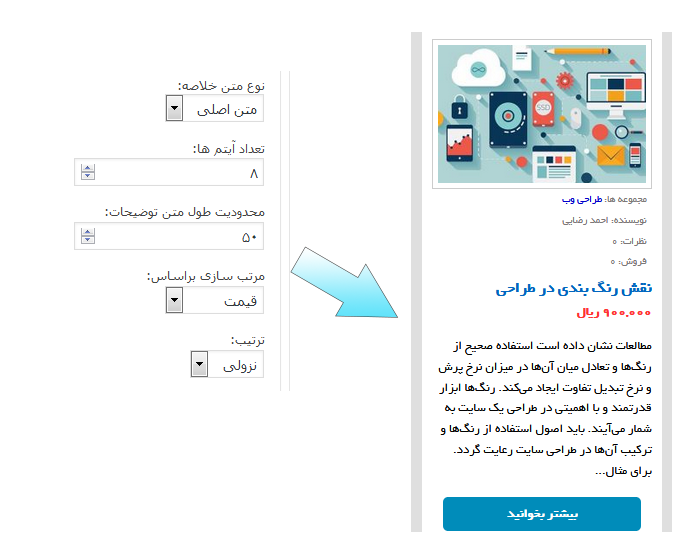 نوع متن خلاصه:
متن اصلی
تعداد آیتم ها:
۸
محدودیت طول متن توضیحات:
۵۰
مرتب سازی براساس:
قیمت
ترتیب:
نزولی
SSD
مجموعه ها: طراحی وب
نویسنده: احمد رضایی
نظرات: ۰
فروش: ۰
نقش رنگ بندی در طراحی
۹۰۰,۰۰۰ ریال
مطالعات نشان داده است استفاده صحیح از
رنگ‌ها و تعادل میان آن‌ها در میزان نرخ پرش
و نرخ تبدیل تفاوت ایجاد می‌کند. رنگ‌ها ابزار
قدرتمند و با اهمیتی در طراحی یک سایت به
شمار می‌آیند. باید اصول استفاده از رنگ‌ها و
ترکیب آن‌ها در طراحی سایت رعایت گردد.
برای مثال...
بیشتر بخوانید